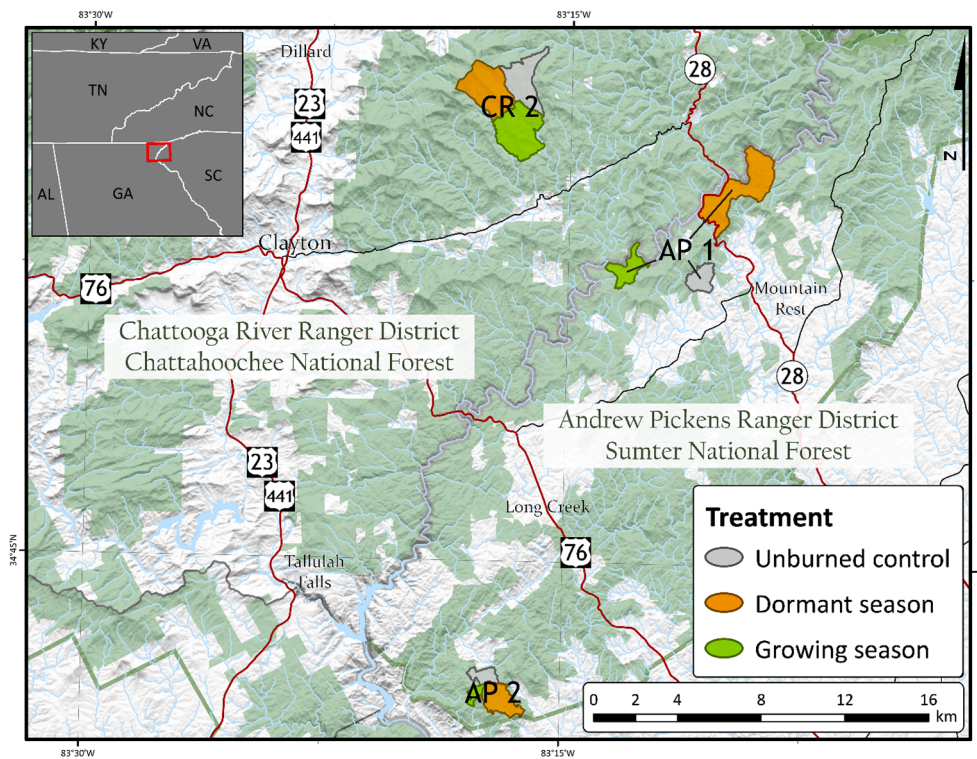 83°30'W
83°15'W
KY
VA
TN
NC
SC
AL
GA
Dillard
23
441
CR 2
28
N
Clayton
76
AP 1
Mountain
Rest
28
Chattooga River Ranger District
Chattahoochee National Forest
Andrew Pickens Ranger District
Sumter National Forest
23
441
Long Creek
76
34°45'N
Tallulah
Falls
AP 2
Treatment
Unburned control
Dormant season
Growing season
0 2 4 8 12 16
km
83°30'W
83°15'W